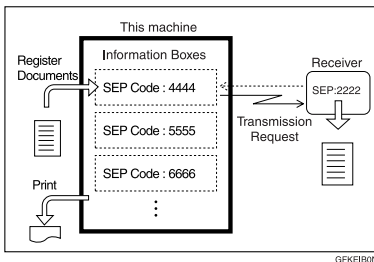 This machine
Information Boxes
Register
Documents
SEP Code : 4444
SEP Code : 5555
SEP Code : 6666
Print
Receiver
SEP:2222
Transmission
Request
GFKEIB0N